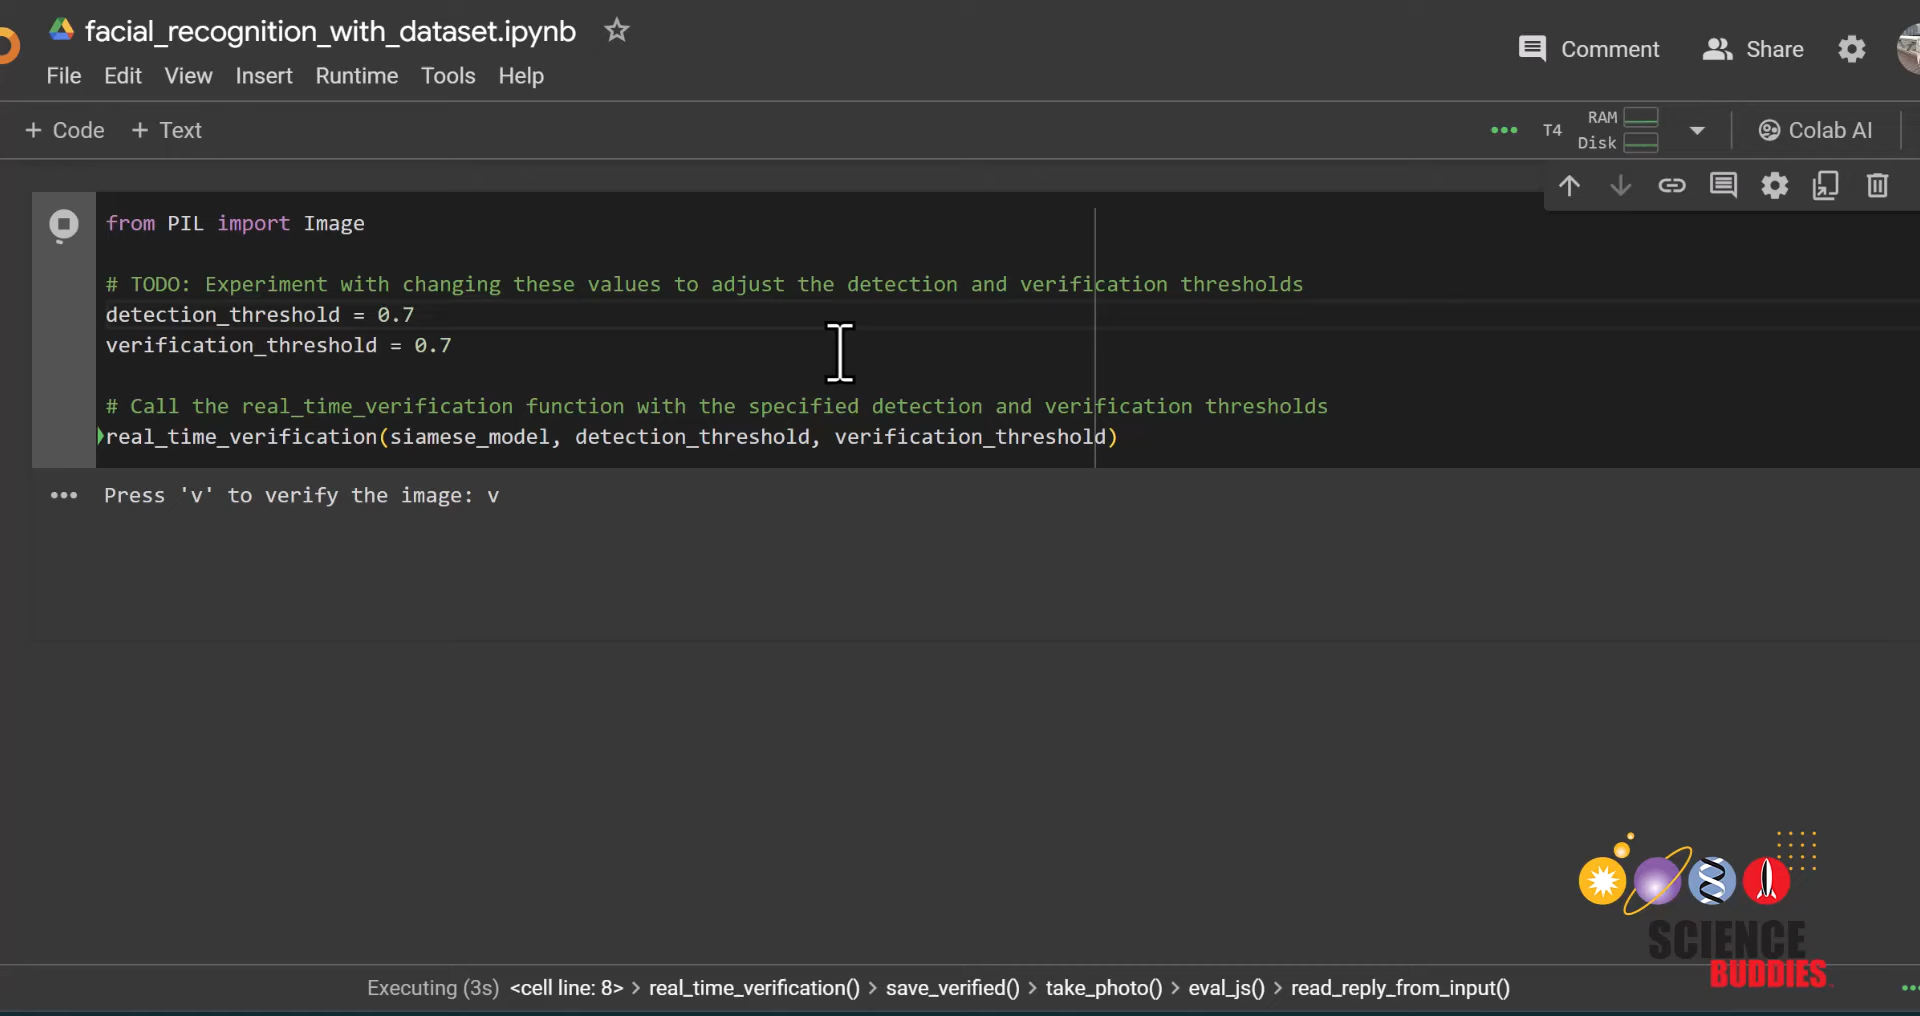 facial_recognition_with_dataset.ipynb
Comment
Share
File Edit View Insert Runtime Tools Help
+ Code + Text
T4
RAM
Disk
Colab AI
from PIL import Image
# TODO: Experiment with changing these values to adjust the detection and verification thresholds
detection_threshold = 0.7
verification_threshold = 0.7
# Call the real_time_verification function with the specified detection and verification thresholds
real_time_verification(siamese_model, detection_threshold, verification_threshold)
Press 'v' to verify the image: v
SCIENCE
BUDDIES
Executing (3s) <cell line: 8> > real_time_verification() > save_verified() > take_photo() > eval_js() > read_reply_from_input()